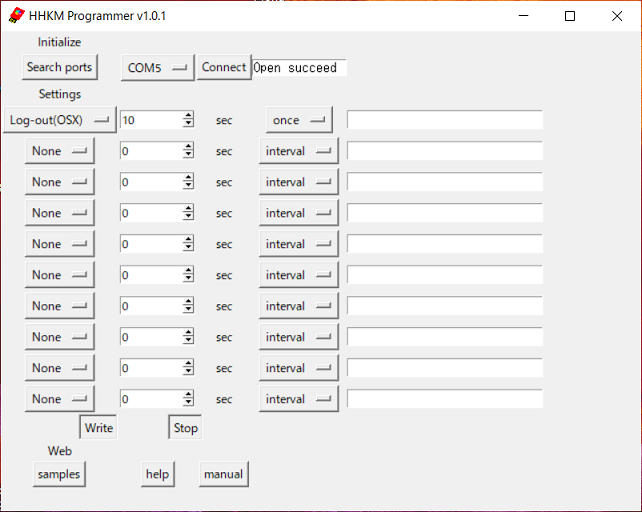 HHKM Programmer v1.0.1
Initialize
Search ports COM5 Connect Open succeed
Settings
Log-out(OSX) 10 sec once
None 0 sec interval
None 0 sec interval
None 0 sec interval
None 0 sec interval
None 0 sec interval
None 0 sec interval
None 0 sec interval
None 0 sec interval
None 0 sec interval
Write Stop
Web
samples help manual